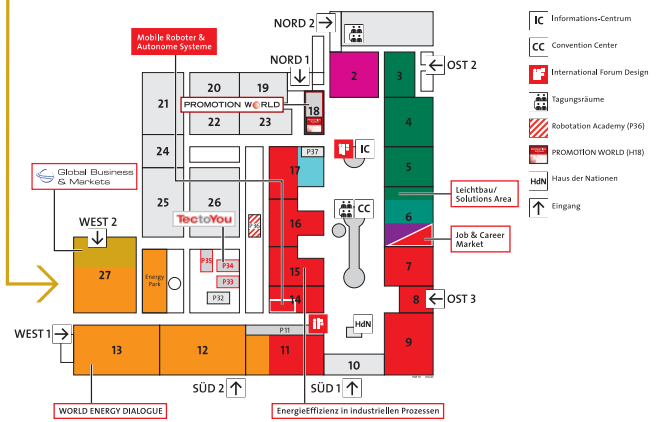 NORD 2
IC Informations-Centrum
Mobile Roboter &
Autonome Systeme
CC Convention Center
NORD 1
OST 2
International Forum Design
20
19
2
3
21
PROMOTION WORLD
18
Tagungsräume
22
23
4
Robotation Academy (P36)
24
P37
IC
PROMOTION WORLD (H18)
17
5
Global Business
& Markets
HdN Haus der Nationen
25
26
Leichtbau/
Solutions Area
TectoYou
16
CC
6
Eingang
WEST 2
P36
Job & Career
Market
P35
P34
15
7
27
Energy
Park
P33
P32
14
8
OST 3
HdN
WEST 1
P11
13
12
11
9
10
SÜD 2
SÜD 1
WORLD ENERGY DIALOGUE
EnergieEffizienz in industriellen Prozessen